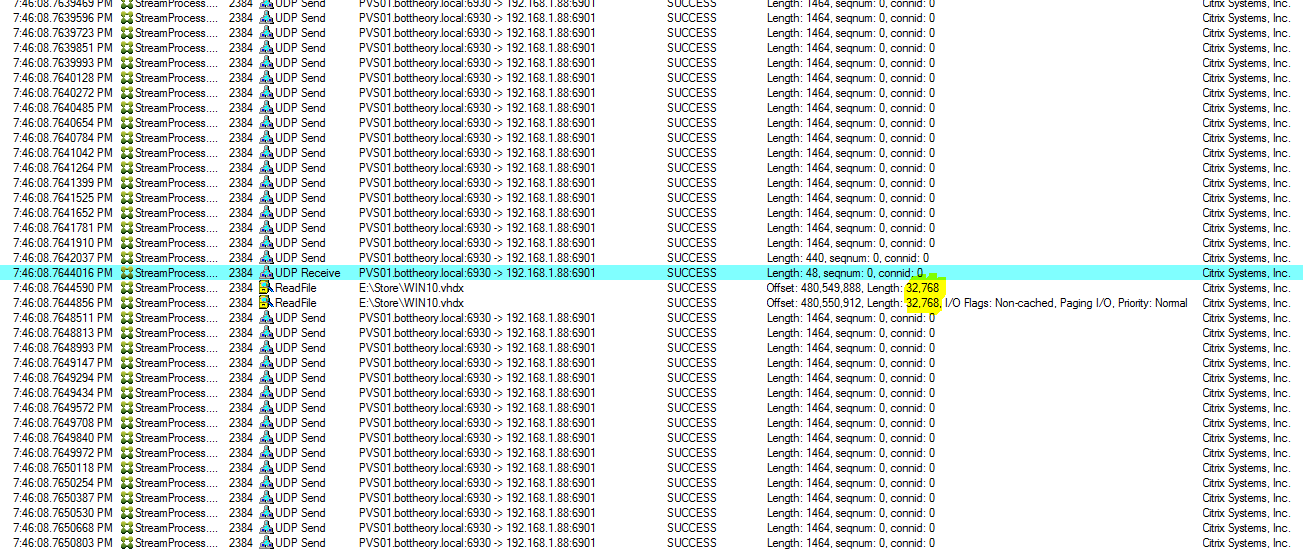 7:46:08.7639469 PM StreamProcess.... 2384 UDP Send PVS01.bottheory.local:6930 -> 192.168.1.88:6901 SUCCESS Length: 1464, seqnum: 0, connid: 0 Citrix Systems, Inc.
7:46:08.7639596 PM StreamProcess.... 2384 UDP Send PVS01.bottheory.local:6930 -> 192.168.1.88:6901 SUCCESS Length: 1464, seqnum: 0, connid: 0 Citrix Systems, Inc.
7:46:08.7639723 PM StreamProcess.... 2384 UDP Send PVS01.bottheory.local:6930 -> 192.168.1.88:6901 SUCCESS Length: 1464, seqnum: 0, connid: 0 Citrix Systems, Inc.
7:46:08.7639851 PM StreamProcess.... 2384 UDP Send PVS01.bottheory.local:6930 -> 192.168.1.88:6901 SUCCESS Length: 1464, seqnum: 0, connid: 0 Citrix Systems, Inc.
7:46:08.7639993 PM StreamProcess.... 2384 UDP Send PVS01.bottheory.local:6930 -> 192.168.1.88:6901 SUCCESS Length: 1464, seqnum: 0, connid: 0 Citrix Systems, Inc.
7:46:08.7640128 PM StreamProcess.... 2384 UDP Send PVS01.bottheory.local:6930 -> 192.168.1.88:6901 SUCCESS Length: 1464, seqnum: 0, connid: 0 Citrix Systems, Inc.
7:46:08.7640272 PM StreamProcess.... 2384 UDP Send PVS01.bottheory.local:6930 -> 192.168.1.88:6901 SUCCESS Length: 1464, seqnum: 0, connid: 0 Citrix Systems, Inc.
7:46:08.7640485 PM StreamProcess.... 2384 UDP Send PVS01.bottheory.local:6930 -> 192.168.1.88:6901 SUCCESS Length: 1464, seqnum: 0, connid: 0 Citrix Systems, Inc.
7:46:08.7640654 PM StreamProcess.... 2384 UDP Send PVS01.bottheory.local:6930 -> 192.168.1.88:6901 SUCCESS Length: 1464, seqnum: 0, connid: 0 Citrix Systems, Inc.
7:46:08.7640784 PM StreamProcess.... 2384 UDP Send PVS01.bottheory.local:6930 -> 192.168.1.88:6901 SUCCESS Length: 1464, seqnum: 0, connid: 0 Citrix Systems, Inc.
7:46:08.7641042 PM StreamProcess.... 2384 UDP Send PVS01.bottheory.local:6930 -> 192.168.1.88:6901 SUCCESS Length: 1464, seqnum: 0, connid: 0 Citrix Systems, Inc.
7:46:08.7641264 PM StreamProcess.... 2384 UDP Send PVS01.bottheory.local:6930 -> 192.168.1.88:6901 SUCCESS Length: 1464, seqnum: 0, connid: 0 Citrix Systems, Inc.
7:46:08.7641399 PM StreamProcess.... 2384 UDP Send PVS01.bottheory.local:6930 -> 192.168.1.88:6901 SUCCESS Length: 1464, seqnum: 0, connid: 0 Citrix Systems, Inc.
7:46:08.7641525 PM StreamProcess.... 2384 UDP Send PVS01.bottheory.local:6930 -> 192.168.1.88:6901 SUCCESS Length: 1464, seqnum: 0, connid: 0 Citrix Systems, Inc.
7:46:08.7641652 PM StreamProcess.... 2384 UDP Send PVS01.bottheory.local:6930 -> 192.168.1.88:6901 SUCCESS Length: 1464, seqnum: 0, connid: 0 Citrix Systems, Inc.
7:46:08.7641781 PM StreamProcess.... 2384 UDP Send PVS01.bottheory.local:6930 -> 192.168.1.88:6901 SUCCESS Length: 1464, seqnum: 0, connid: 0 Citrix Systems, Inc.
7:46:08.7641910 PM StreamProcess.... 2384 UDP Send PVS01.bottheory.local:6930 -> 192.168.1.88:6901 SUCCESS Length: 1464, seqnum: 0, connid: 0 Citrix Systems, Inc.
7:46:08.7642037 PM StreamProcess.... 2384 UDP Send PVS01.bottheory.local:6930 -> 192.168.1.88:6901 SUCCESS Length: 440, seqnum: 0, connid: 0 Citrix Systems, Inc.
7:46:08.7644016 PM StreamProcess.... 2384 UDP Receive PVS01.bottheory.local:6930 -> 192.168.1.88:6901 SUCCESS Length: 48, seqnum: 0, connid: 0 Citrix Systems, Inc.
7:46:08.7644590 PM StreamProcess.... 2384 ReadFile E:\Store\WIN10.vhdx SUCCESS Offset: 480,549,888, Length: 32,768 Citrix Systems, Inc.
7:46:08.7644856 PM StreamProcess.... 2384 ReadFile E:\Store\WIN10.vhdx SUCCESS Offset: 480,550,912, Length: 32,768, I/O Flags: Non-cached, Paging I/O, Priority: Normal Citrix Systems, Inc.
7:46:08.7648511 PM StreamProcess.... 2384 UDP Send PVS01.bottheory.local:6930 -> 192.168.1.88:6901 SUCCESS Length: 1464, seqnum: 0, connid: 0 Citrix Systems, Inc.
7:46:08.7648813 PM StreamProcess.... 2384 UDP Send PVS01.bottheory.local:6930 -> 192.168.1.88:6901 SUCCESS Length: 1464, seqnum: 0, connid: 0 Citrix Systems, Inc.
7:46:08.7648993 PM StreamProcess.... 2384 UDP Send PVS01.bottheory.local:6930 -> 192.168.1.88:6901 SUCCESS Length: 1464, seqnum: 0, connid: 0 Citrix Systems, Inc.
7:46:08.7649147 PM StreamProcess.... 2384 UDP Send PVS01.bottheory.local:6930 -> 192.168.1.88:6901 SUCCESS Length: 1464, seqnum: 0, connid: 0 Citrix Systems, Inc.
7:46:08.7649294 PM StreamProcess.... 2384 UDP Send PVS01.bottheory.local:6930 -> 192.168.1.88:6901 SUCCESS Length: 1464, seqnum: 0, connid: 0 Citrix Systems, Inc.
7:46:08.7649434 PM StreamProcess.... 2384 UDP Send PVS01.bottheory.local:6930 -> 192.168.1.88:6901 SUCCESS Length: 1464, seqnum: 0, connid: 0 Citrix Systems, Inc.
7:46:08.7649572 PM StreamProcess.... 2384 UDP Send PVS01.bottheory.local:6930 -> 192.168.1.88:6901 SUCCESS Length: 1464, seqnum: 0, connid: 0 Citrix Systems, Inc.
7:46:08.7649708 PM StreamProcess.... 2384 UDP Send PVS01.bottheory.local:6930 -> 192.168.1.88:6901 SUCCESS Length: 1464, seqnum: 0, connid: 0 Citrix Systems, Inc.
7:46:08.7649840 PM StreamProcess.... 2384 UDP Send PVS01.bottheory.local:6930 -> 192.168.1.88:6901 SUCCESS Length: 1464, seqnum: 0, connid: 0 Citrix Systems, Inc.
7:46:08.7649972 PM StreamProcess.... 2384 UDP Send PVS01.bottheory.local:6930 -> 192.168.1.88:6901 SUCCESS Length: 1464, seqnum: 0, connid: 0 Citrix Systems, Inc.
7:46:08.7650118 PM StreamProcess.... 2384 UDP Send PVS01.bottheory.local:6930 -> 192.168.1.88:6901 SUCCESS Length: 1464, seqnum: 0, connid: 0 Citrix Systems, Inc.
7:46:08.7650254 PM StreamProcess.... 2384 UDP Send PVS01.bottheory.local:6930 -> 192.168.1.88:6901 SUCCESS Length: 1464, seqnum: 0, connid: 0 Citrix Systems, Inc.
7:46:08.7650387 PM StreamProcess.... 2384 UDP Send PVS01.bottheory.local:6930 -> 192.168.1.88:6901 SUCCESS Length: 1464, seqnum: 0, connid: 0 Citrix Systems, Inc.
7:46:08.7650530 PM StreamProcess.... 2384 UDP Send PVS01.bottheory.local:6930 -> 192.168.1.88:6901 SUCCESS Length: 1464, seqnum: 0, connid: 0 Citrix Systems, Inc.
7:46:08.7650668 PM StreamProcess.... 2384 UDP Send PVS01.bottheory.local:6930 -> 192.168.1.88:6901 SUCCESS Length: 1464, seqnum: 0, connid: 0 Citrix Systems, Inc.
7:46:08.7650803 PM StreamProcess.... 2384 UDP Send PVS01.bottheory.local:6930 -> 192.168.1.88:6901 SUCCESS Length: 1464, seqnum: 0, connid: 0 Citrix Systems, Inc.